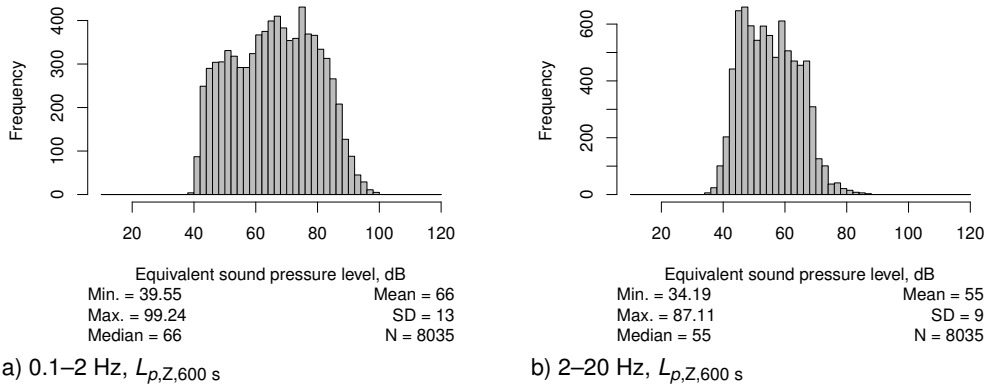 Frequency
400
300
200
100
0
20 40 60 80 100 120
Equivalent sound pressure level, dB
Min. = 39.55 Mean = 66
Max. = 99.24 SD = 13
Median = 66 N = 8035
a) 0.1–2 Hz, Lp,Z,600 s
Frequency
600
400
200
0
20 40 60 80 100 120
Equivalent sound pressure level, dB
Min. = 34.19 Mean = 55
Max. = 87.11 SD = 9
Median = 55 N = 8035
b) 2–20 Hz, Lp,Z,600 s